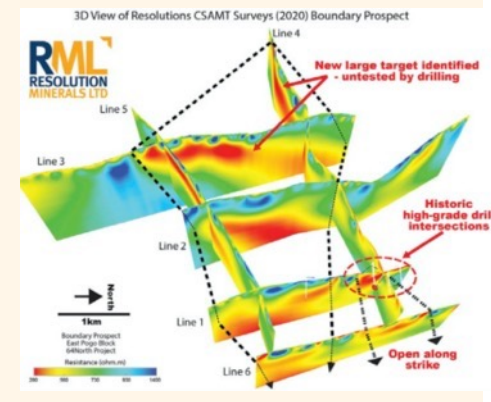 3D View of Resolutions CSAMT Surveys (2020) Boundary Prospect
Line 4
RML
RESOLUTION
MINERALS LTD
New large target identified
- untested by drilling
Line 5
Line 3
Historic
high-grade drill
intersections
Line 2
North
1km
Line 1
Boundary Prospect
East Pogo Block
64North Project
Resistance (ohm.m)
Open along
strike
Line 6